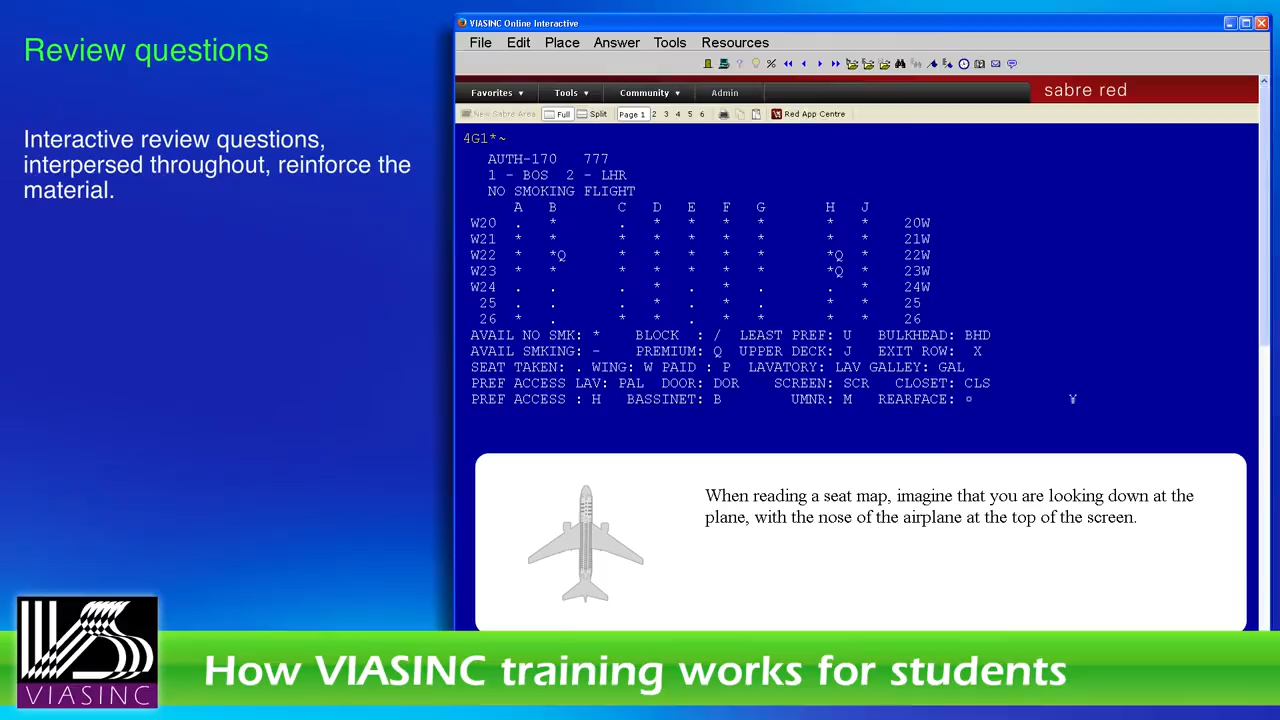 Review questions
Interactive review questions,
interpersed throughout, reinforce the
material.
VIASINC Online Interactive
File Edit Place Answer Tools Resources
Favorites Tools Community Admin
sabre red
New Sabre Area Full Split Page 1 2 3 4 5 6 Red App Centre
4G1*~
AUTH-170 777
1 - BOS 2 - LHR
NO SMOKING FLIGHT
A B C D E F G H J
W20 . * . * * * * * * 20W
W21 * * * * * * * * * 21W
W22 * *Q * * * * * *Q * 22W
W23 * * * * * * * *Q * 23W
W24 . . . * . * . . * 24W
25 . . . * . * * * * 25
26 * . * * . * * * * 26
AVAIL NO SMK: * BLOCK : / LEAST PREF: U BULKHEAD: BHD
AVAIL SMKING: - PREMIUM: Q UPPER DECK: J EXIT ROW: X
SEAT TAKEN: . WING: W PAID : P LAVATORY: LAV GALLEY: GAL
PREF ACCESS LAV: PAL DOOR: DOR SCREEN: SCR CLOSET: CLS
PREF ACCESS : H BASSINET: B UMNR: M REARFACE: ¤ ¥
When reading a seat map, imagine that you are looking down at the
plane, with the nose of the airplane at the top of the screen.
VIASINC
How VIASINC training works for students